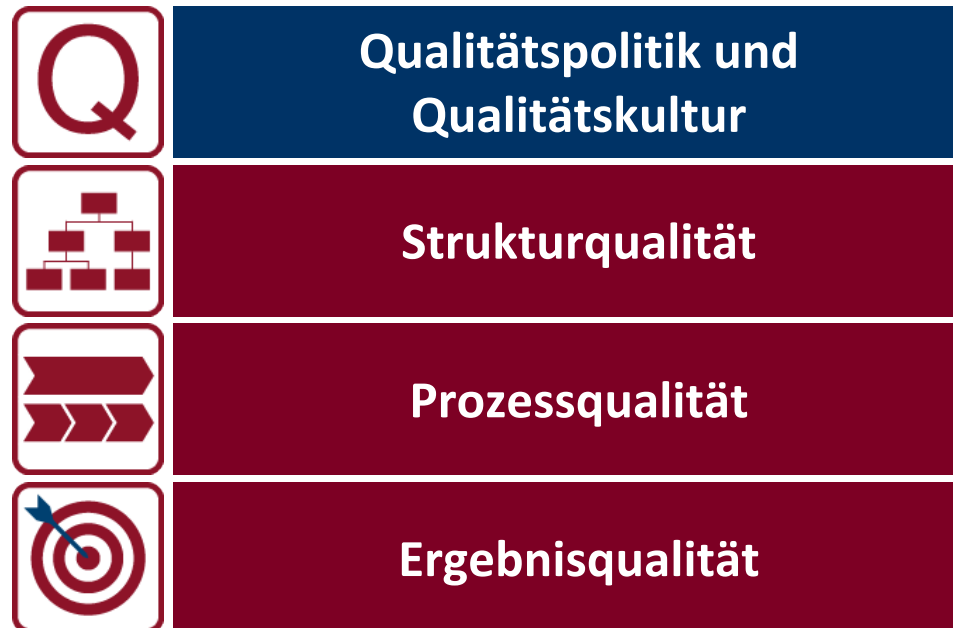 Q
Qualitätspolitik und
Qualitätskultur
Strukturqualität
Prozessqualität
Ergebnisqualität